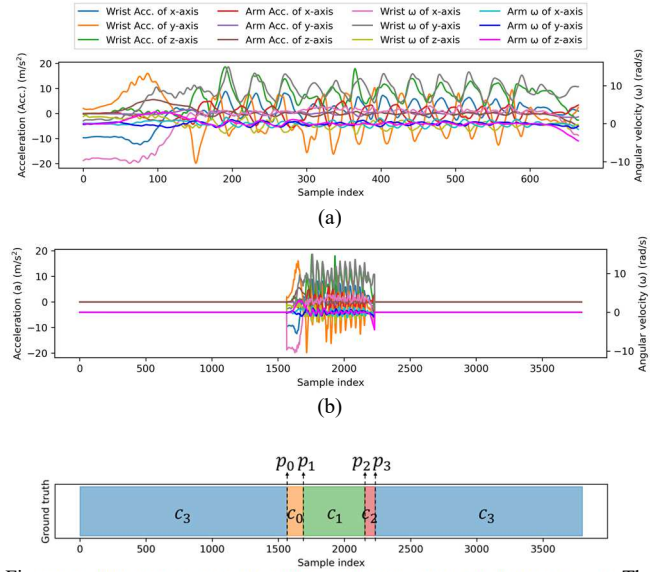 Wrist Acc. of x-axis Arm Acc. of x-axis Wrist ω of x-axis Arm ω of x-axis
Wrist Acc. of y-axis Arm Acc. of y-axis Wrist ω of y-axis Arm ω of y-axis
Wrist Acc. of z-axis Arm Acc. of z-axis Wrist ω of z-axis Arm ω of z-axis
Acceleration (Acc.) (m/s²)
20
10
0
−10
−20
10
0
−10
Angular velocity (ω) (rad/s)
0 100 200 300 400 500 600
Sample index
(a)
Acceleration (a) (m/s²)
20
10
0
−10
−20
10
0
−10
Angular velocity (ω) (rad/s)
0 500 1000 1500 2000 2500 3000 3500
Sample index
(b)
p₀ p₁ p₂ p₃
Ground truth
c₃ c₀ c₁ c₂ c₃
0 500 1000 1500 2000 2500 3000 3500
Sample index